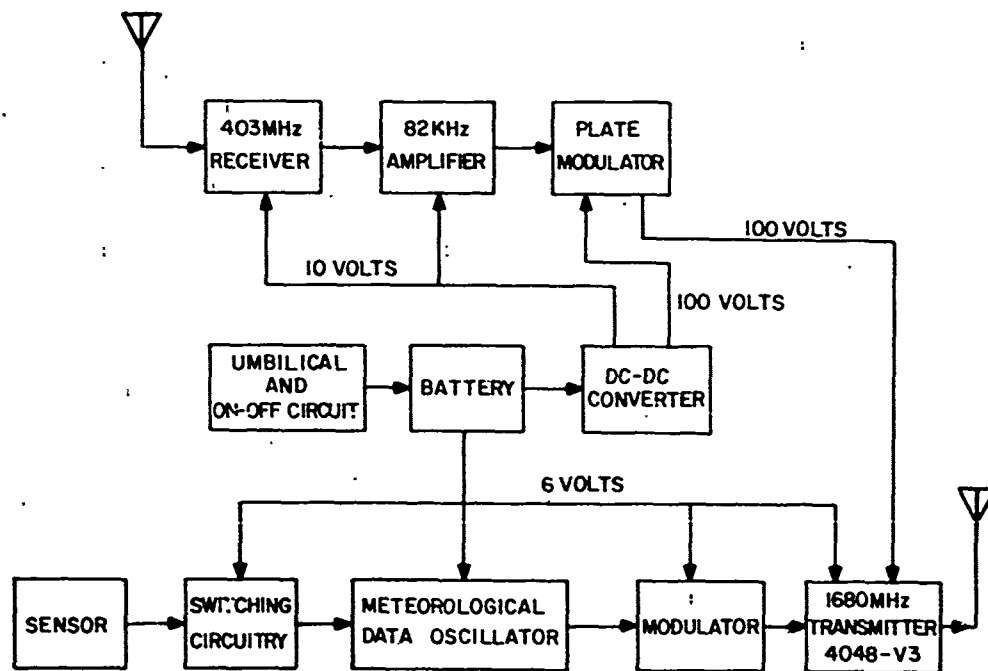 403MHz
RECEIVER
82KHz
AMPLIFIER
PLATE
MODULATOR
100 VOLTS
10 VOLTS
100 VOLTS
UMBILICAL
AND
ON-OFF CIRCUIT
BATTERY
DC-DC
CONVERTER
6 VOLTS
SENSOR
SWITCHING
CIRCUITRY
METEOROLOGICAL
DATA OSCILLATOR
MODULATOR
1680MHz
TRANSMITTER
4048-V3